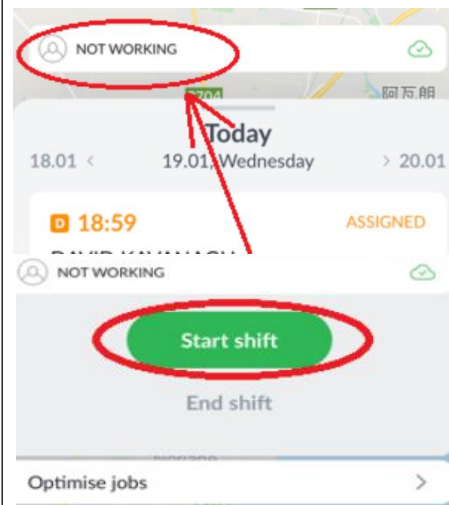 NOT WORKING
阿瓦朗
Today
18.01 < 19.01, Wednesday > 20.01
D 18:59 ASSIGNED
NOT WORKING
Start shift
End shift
Optimise jobs >